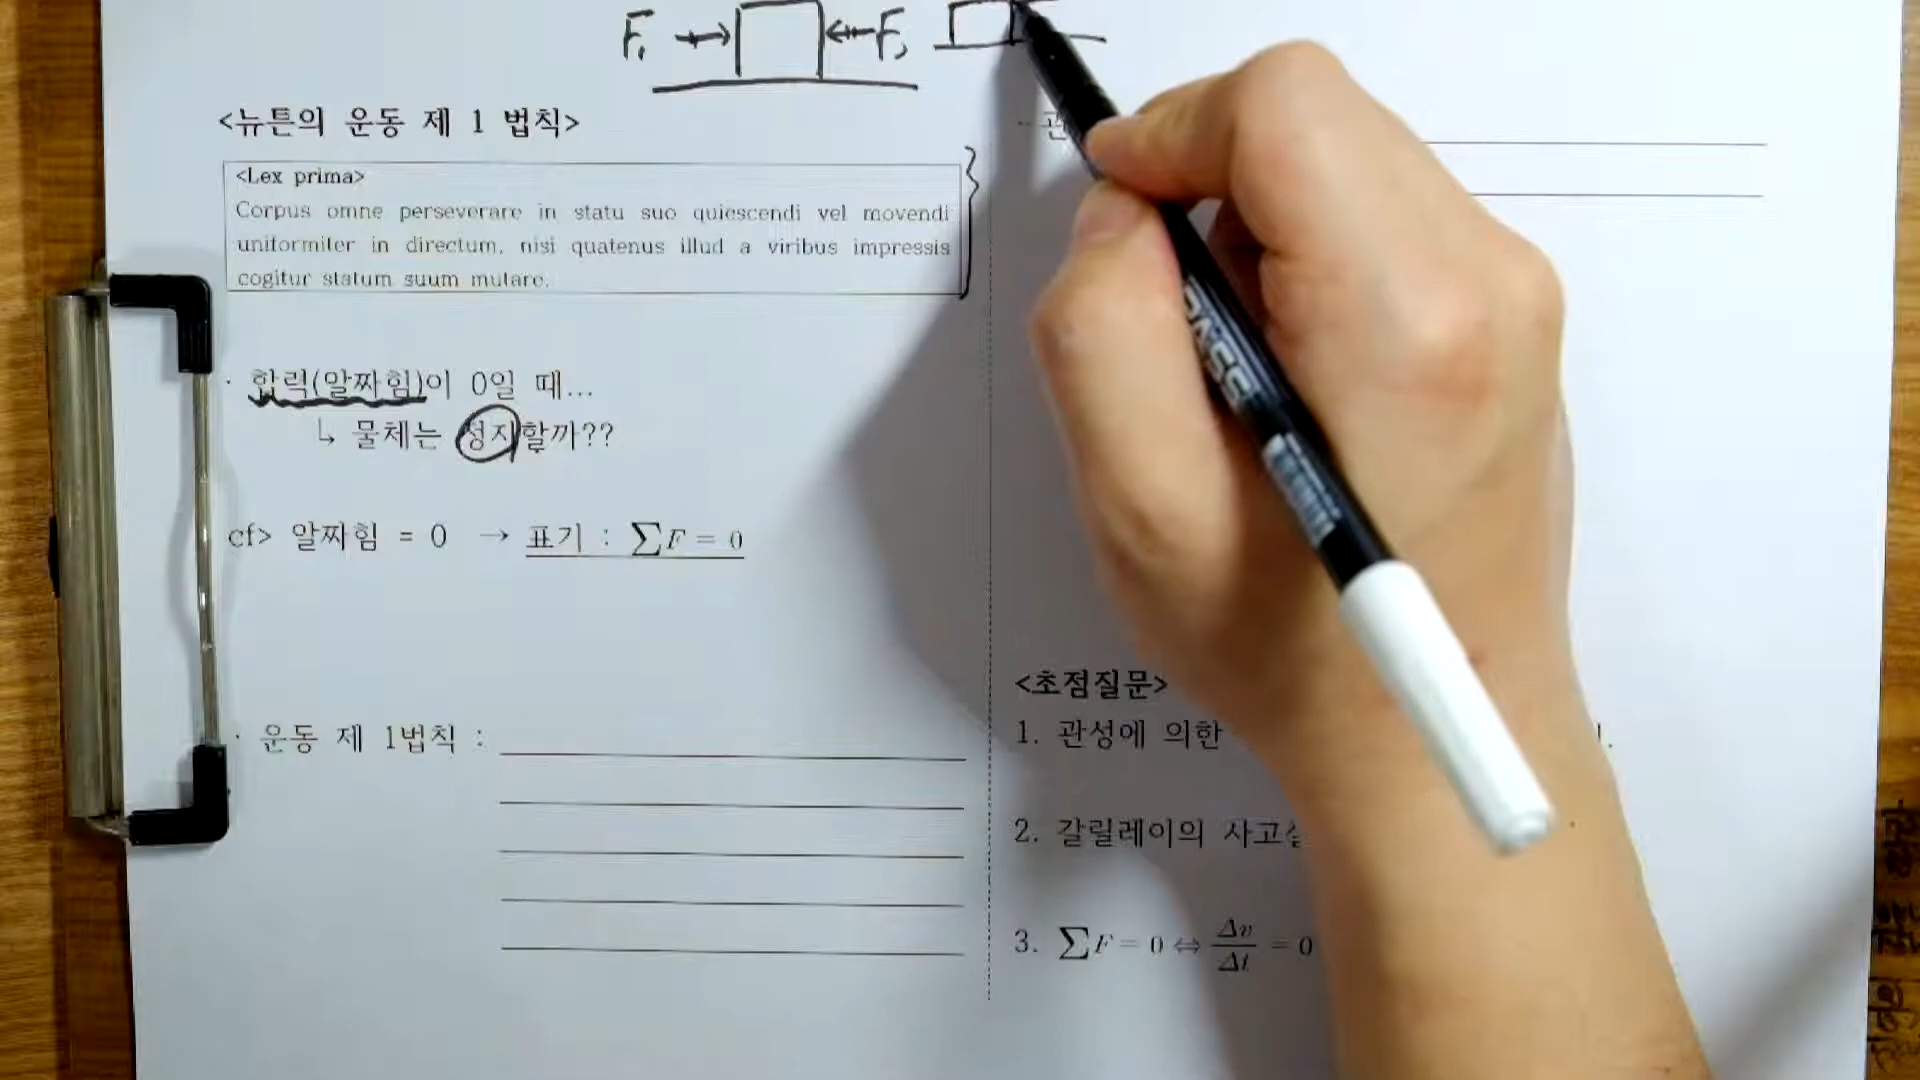 F₁ → ← F₂
<뉴튼의 운동 제 1 법칙>
<Lex prima>
Corpus omne perseverare in statu suo quiescendi vel movendi
uniformiter in directum, nisi quatenus illud a viribus impressis
cogitur statum suum mutare.
· 합력(알짜힘)이 0일 때...
↳ 물체는 정지할까??
cf> 알짜힘 = 0 → 표기 : ∑F = 0
· 운동 제 1법칙 :
<초점질문>
1. 관성에 의한
2. 갈릴레이의
3. ∑F = 0 ⇔ Δv/Δt = 0